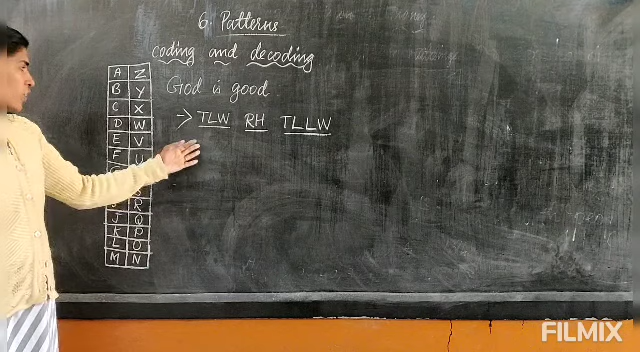 6. Patterns
coding and decoding
God is good
→ TLW RH TLLW
A Z
B Y
C X
D W
E V
F U
J Q
K P
L O
M N
FILMIX